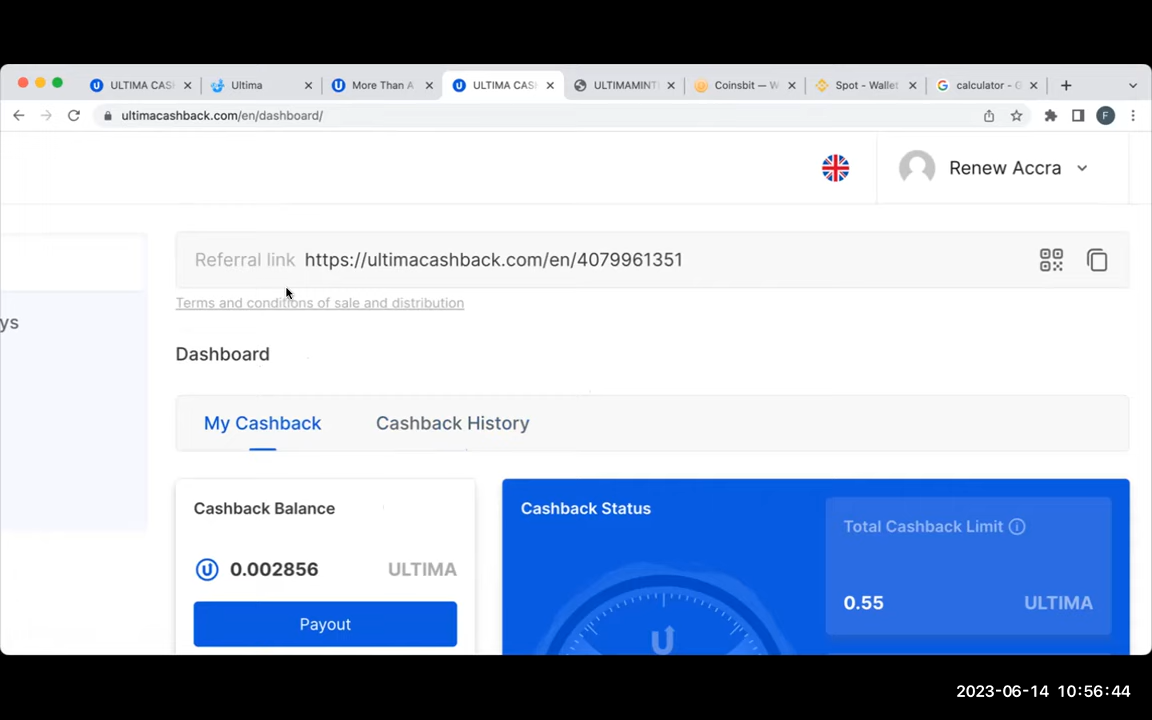 ULTIMA CAS
Ultima
More Than A
ULTIMA CAS
ULTIMAMINT
Coinsbit — W
Spot - Wallet
calculator - G
ultimacashback.com/en/dashboard/
F
Renew Accra
Referral link https://ultimacashback.com/en/4079961351
Terms and conditions of sale and distribution
ys
Dashboard
My Cashback Cashback History
Cashback Balance
0.002856 ULTIMA
Payout
Cashback Status
Total Cashback Limit
0.55 ULTIMA
2023-06-14 10:56:44